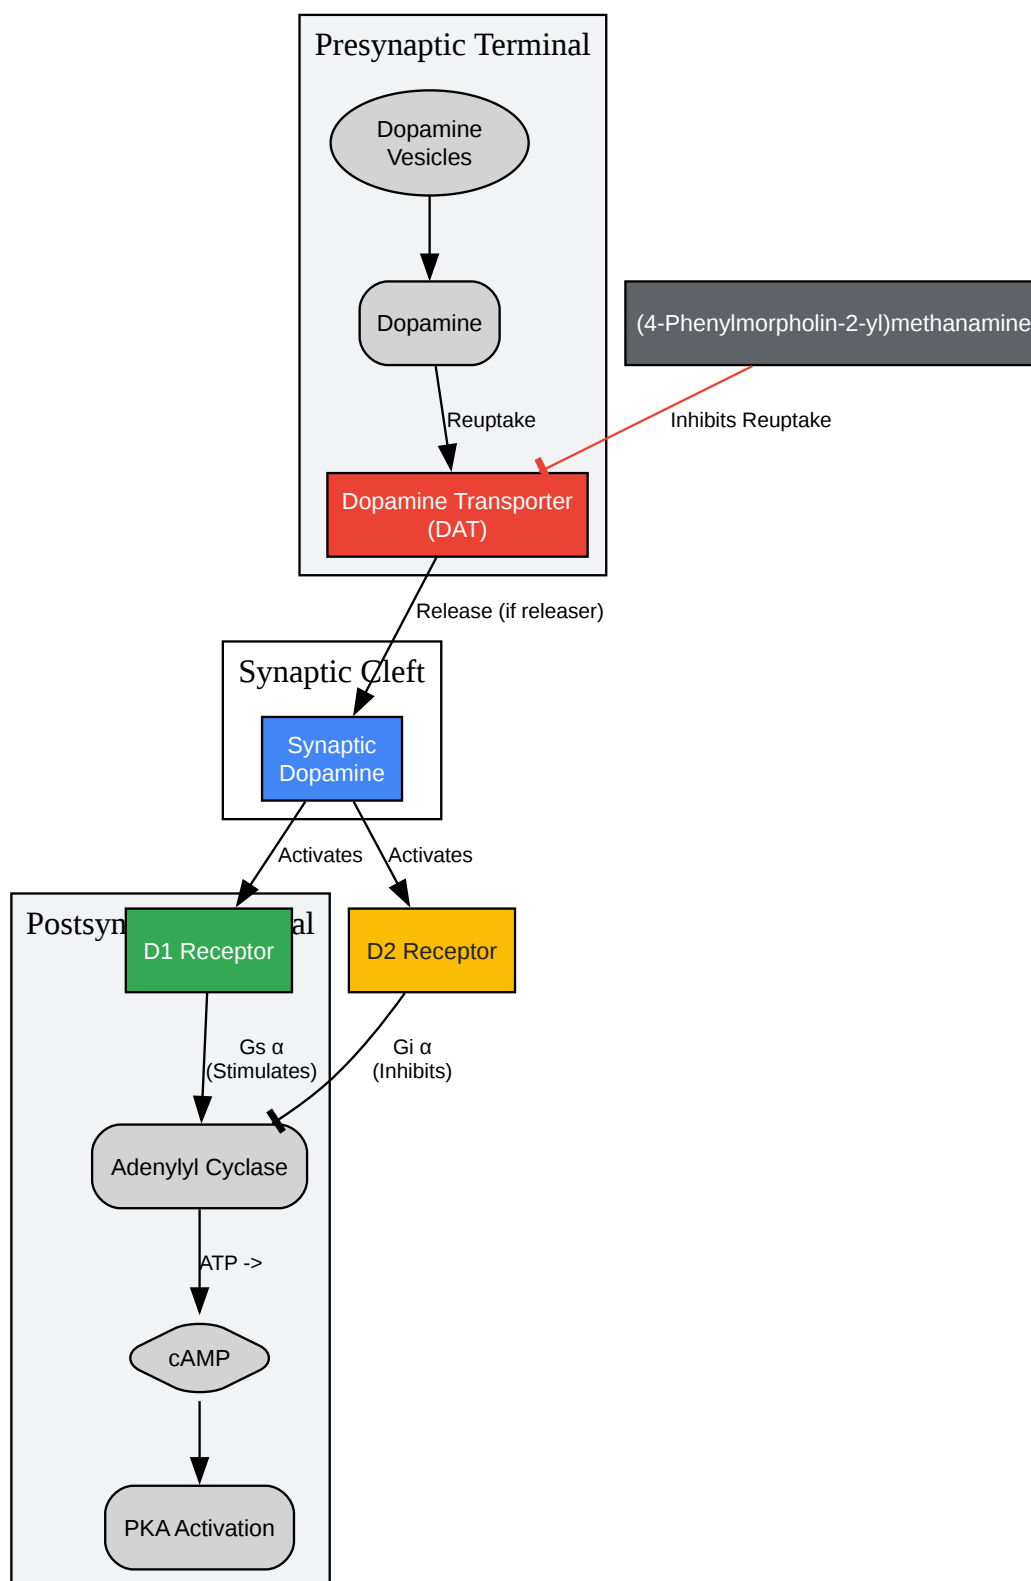 Presynaptic Terminal
Dopamine
Vesicles
Dopamine
(4-Phenylmorpholin-2-yl)methanamine
Reuptake
Inhibits Reuptake
Dopamine Transporter
(DAT)
Release (if releaser)
Synaptic Cleft
Synaptic
Dopamine
Activates
Activates
Postsyn
al
D1 Receptor
D2 Receptor
Gs α
(Stimulates)
Gi α
(Inhibits)
Adenylyl Cyclase
ATP ->
cAMP
PKA Activation